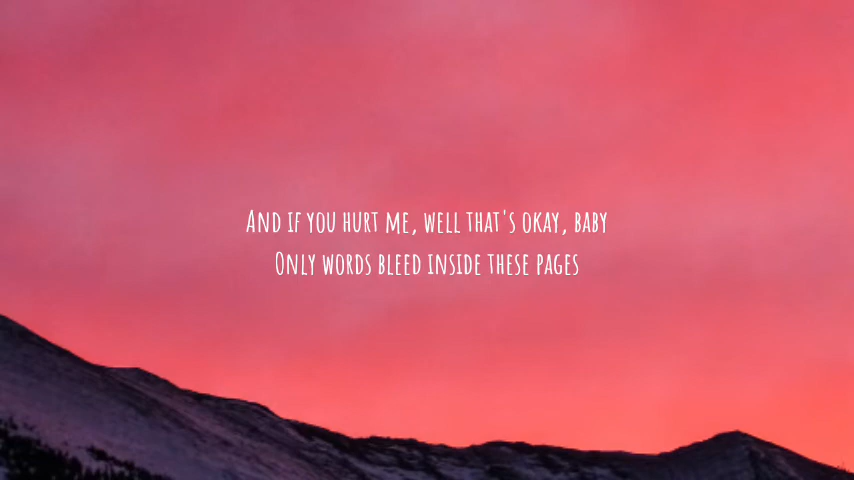 And if you hurt me, well that's okay, baby
Only words bleed inside these pages